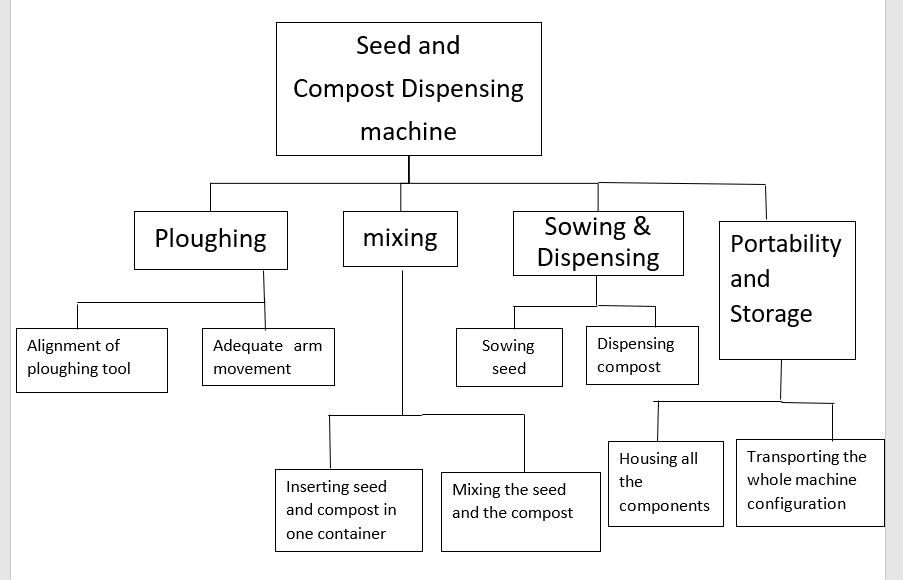 Seed and
Compost Dispensing
machine
Ploughing
mixing
Sowing &
Dispensing
Portability
and
Storage
Alignment of
ploughing tool
Adequate arm
movement
Sowing
seed
Dispensing
compost
Inserting seed
and compost in
one container
Mixing the seed
and the compost
Housing all
the
components
Transporting the
whole machine
configuration